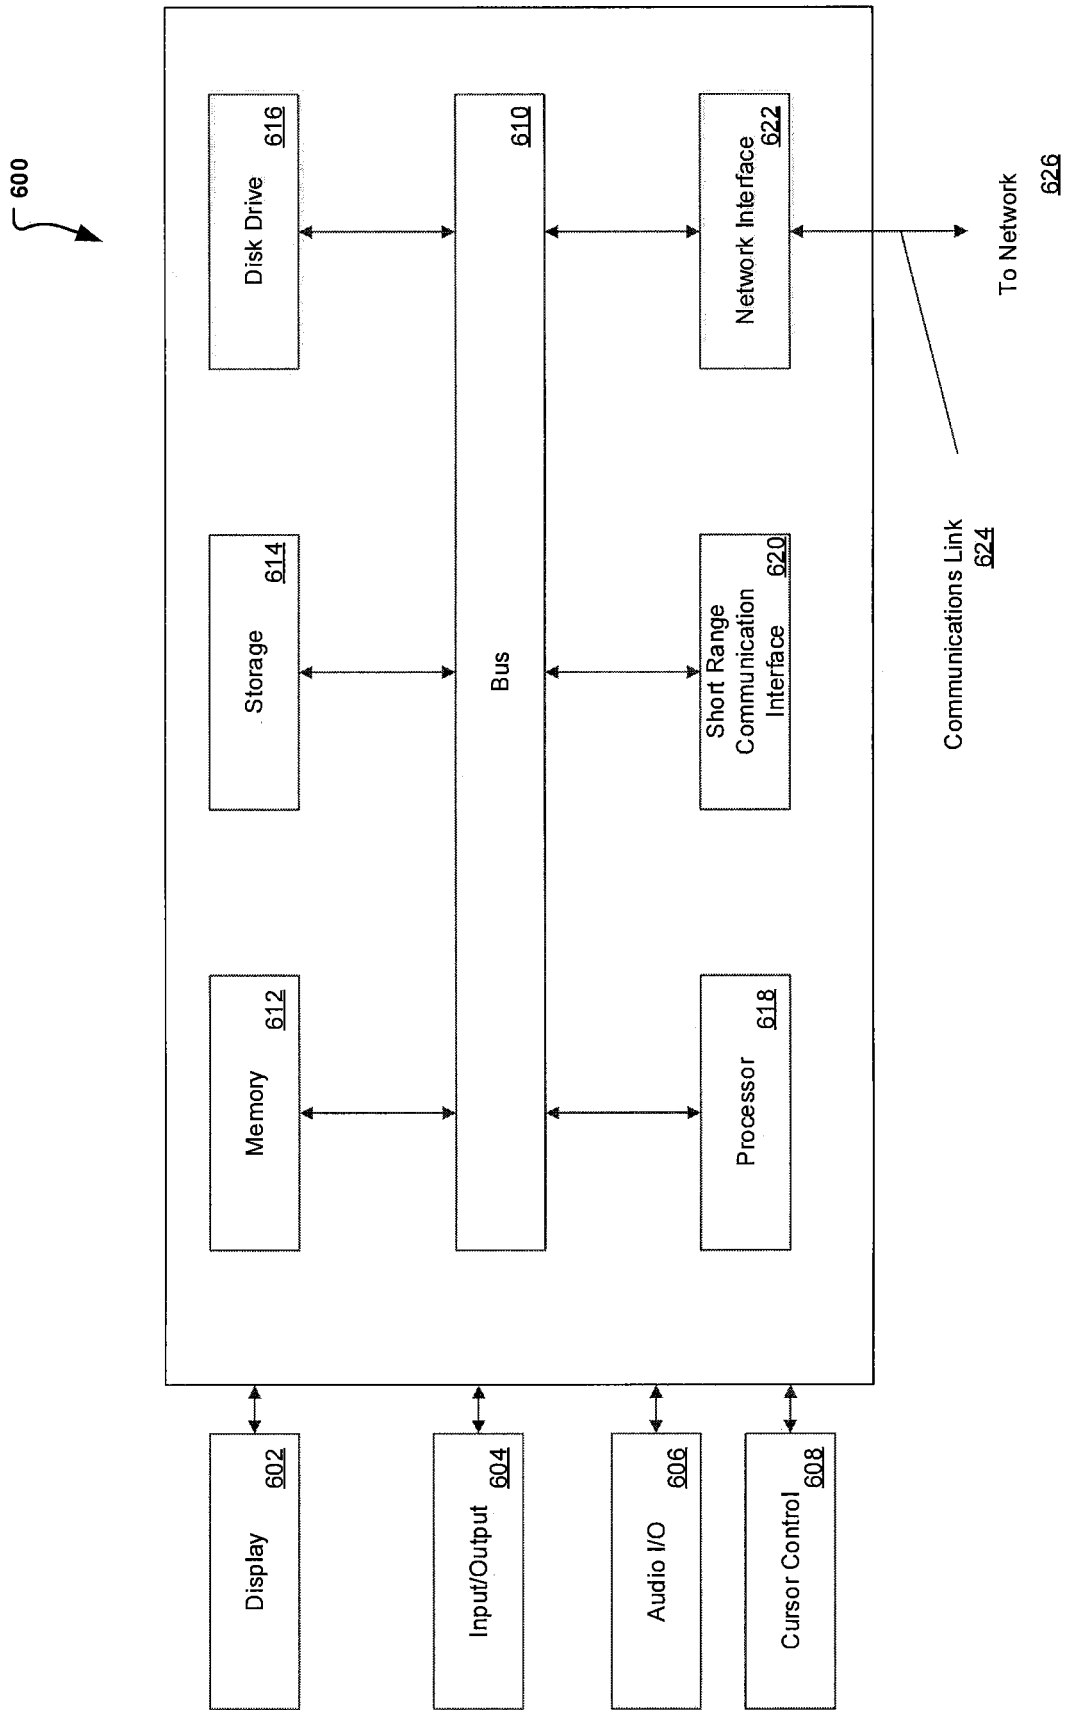 600
Display
602
Input/Output
604
Audio I/O
606
Cursor Control
608
Memory
612
Storage
614
Disk Drive
616
Bus
610
Processor
618
Short Range
Communication
Interface
620
Network Interface
622
Communications Link
624
To Network
626